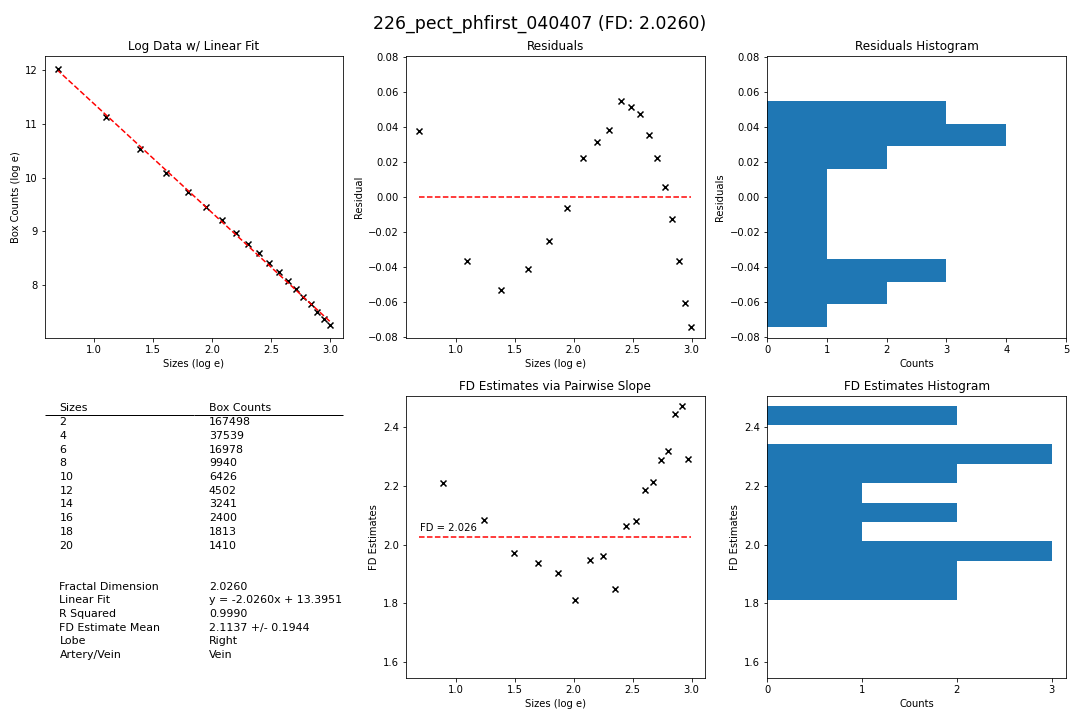 226_pect_phfirst_040407 (FD: 2.0260)
Log Data w/ Linear Fit
12
11
10
9
8
Box Counts (log e)
1.0 1.5 2.0 2.5 3.0
Sizes (log e)
Residuals
0.08
0.06
0.04
0.02
0.00
−0.02
−0.04
−0.06
−0.08
Residual
1.0 1.5 2.0 2.5 3.0
Sizes (log e)
Residuals Histogram
0.08
0.06
0.04
0.02
0.00
−0.02
−0.04
−0.06
−0.08
Residuals
0 1 2 3 4 5
Counts
Sizes Box Counts
2 167498
4 37539
6 16978
8 9940
10 6426
12 4502
14 3241
16 2400
18 1813
20 1410
Fractal Dimension 2.0260
Linear Fit y = -2.0260x + 13.3951
R Squared 0.9990
FD Estimate Mean 2.1137 +/- 0.1944
Lobe Right
Artery/Vein Vein
FD Estimates via Pairwise Slope
2.4
2.2
2.0
1.8
1.6
FD Estimates
FD = 2.026
1.0 1.5 2.0 2.5 3.0
Sizes (log e)
FD Estimates Histogram
2.4
2.2
2.0
1.8
1.6
FD Estimates
0 1 2 3
Counts